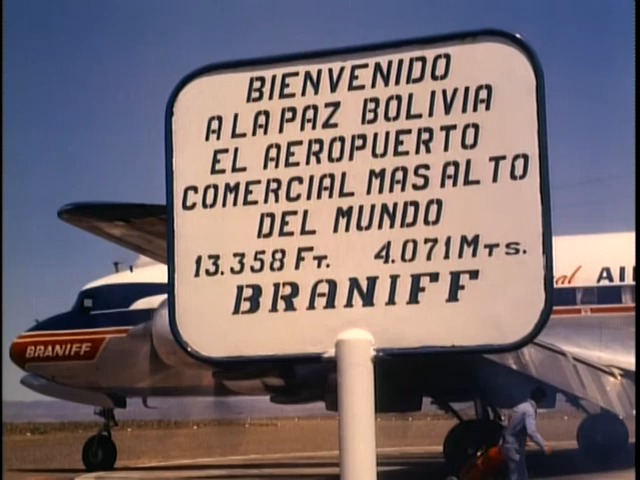 BIENVENIDO
A LA PAZ BOLIVIA
EL AEROPUERTO
COMERCIAL MAS ALTO
DEL MUNDO
13.358 FT. 4.071 MTS.
BRANIFF
BRANIFF